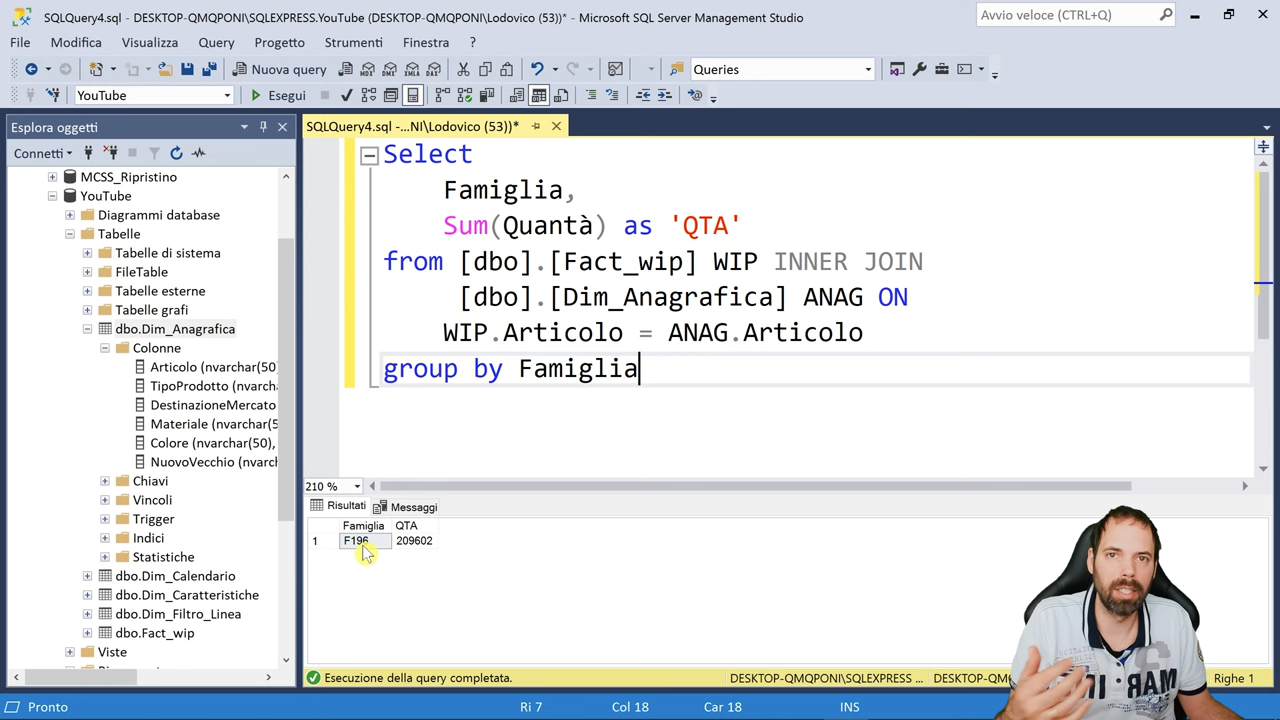 SQLQuery4.sql - DESKTOP-QMQPONI\SQLEXPRESS.YouTube (DESKTOP-QMQPONI\Lodovico (53))* - Microsoft SQL Server Management Studio
Avvio veloce (CTRL+Q)
File Modifica Visualizza Query Progetto Strumenti Finestra ?
Nuova query MDX DMX XMLA DAX Queries
YouTube Esegui
Esplora oggetti
SQLQuery4.sql -...NI\Lodovico (53))*
Connetti
MCSS_Ripristino
YouTube
Diagrammi database
Tabelle
Tabelle di sistema
FileTable
Tabelle esterne
Tabelle grafi
dbo.Dim_Anagrafica
Colonne
Articolo (nvarchar(50)
TipoProdotto (nvarchar
DestinazioneMercato
Materiale (nvarchar(5
Colore (nvarchar(50),
NuovoVecchio (nvarch
Chiavi
Vincoli
Trigger
Indici
Statistiche
dbo.Dim_Calendario
dbo.Dim_Caratteristiche
dbo.Dim_Filtro_Linea
dbo.Fact_wip
Viste
Select
Famiglia,
Sum(Quantà) as 'QTA'
from [dbo].[Fact_wip] WIP INNER JOIN
[dbo].[Dim_Anagrafica] ANAG ON
WIP.Articolo = ANAG.Articolo
group by Famiglia
210 %
Risultati Messaggi
Famiglia QTA
1 F196 209602
Esecuzione della query completata.
DESKTOP-QMQPONI\SQLEXPRESS ...
Righe 1
Pronto Ri 7 Col 18 Car 18 INS